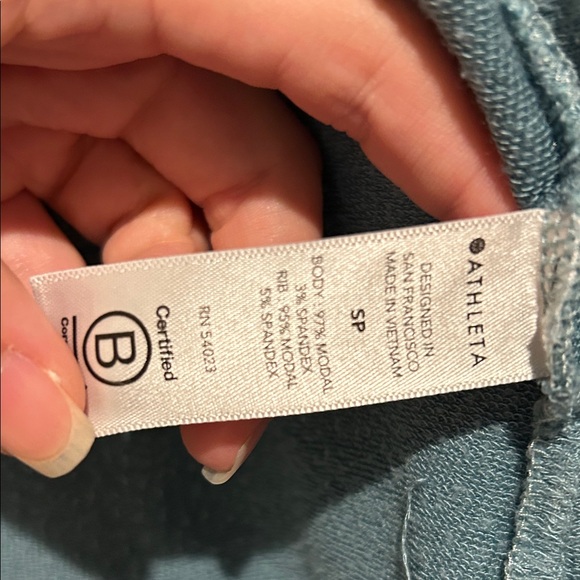 ATHLETA
DESIGNED IN
SAN FRANCISCO
MADE IN VIETNAM
SP
BODY: 97% MODAL
3% SPANDEX
RIB: 95% MODAL
5% SPANDEX
RN 54023
Certified
B